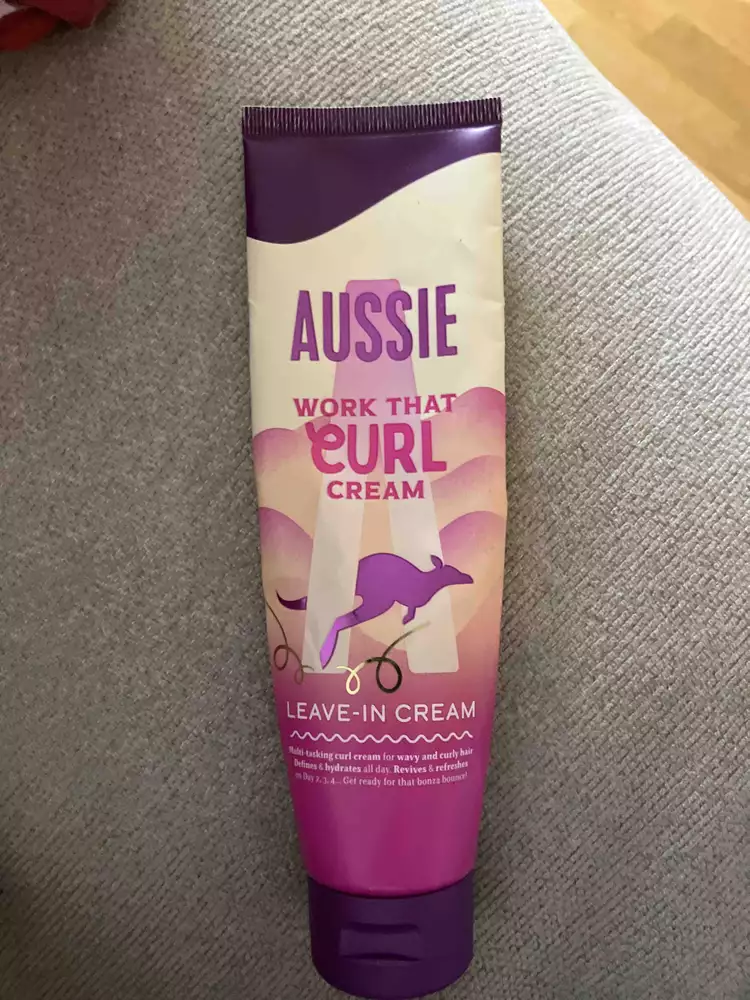 AUSSIE
WORK THAT
CURL
CREAM
LEAVE-IN CREAM
Multi-tasking curl cream for wavy and curly hair
Defines & hydrates all day. Revives & refreshes
on Day 2, 3, 4... Get ready for that bonza bounce!